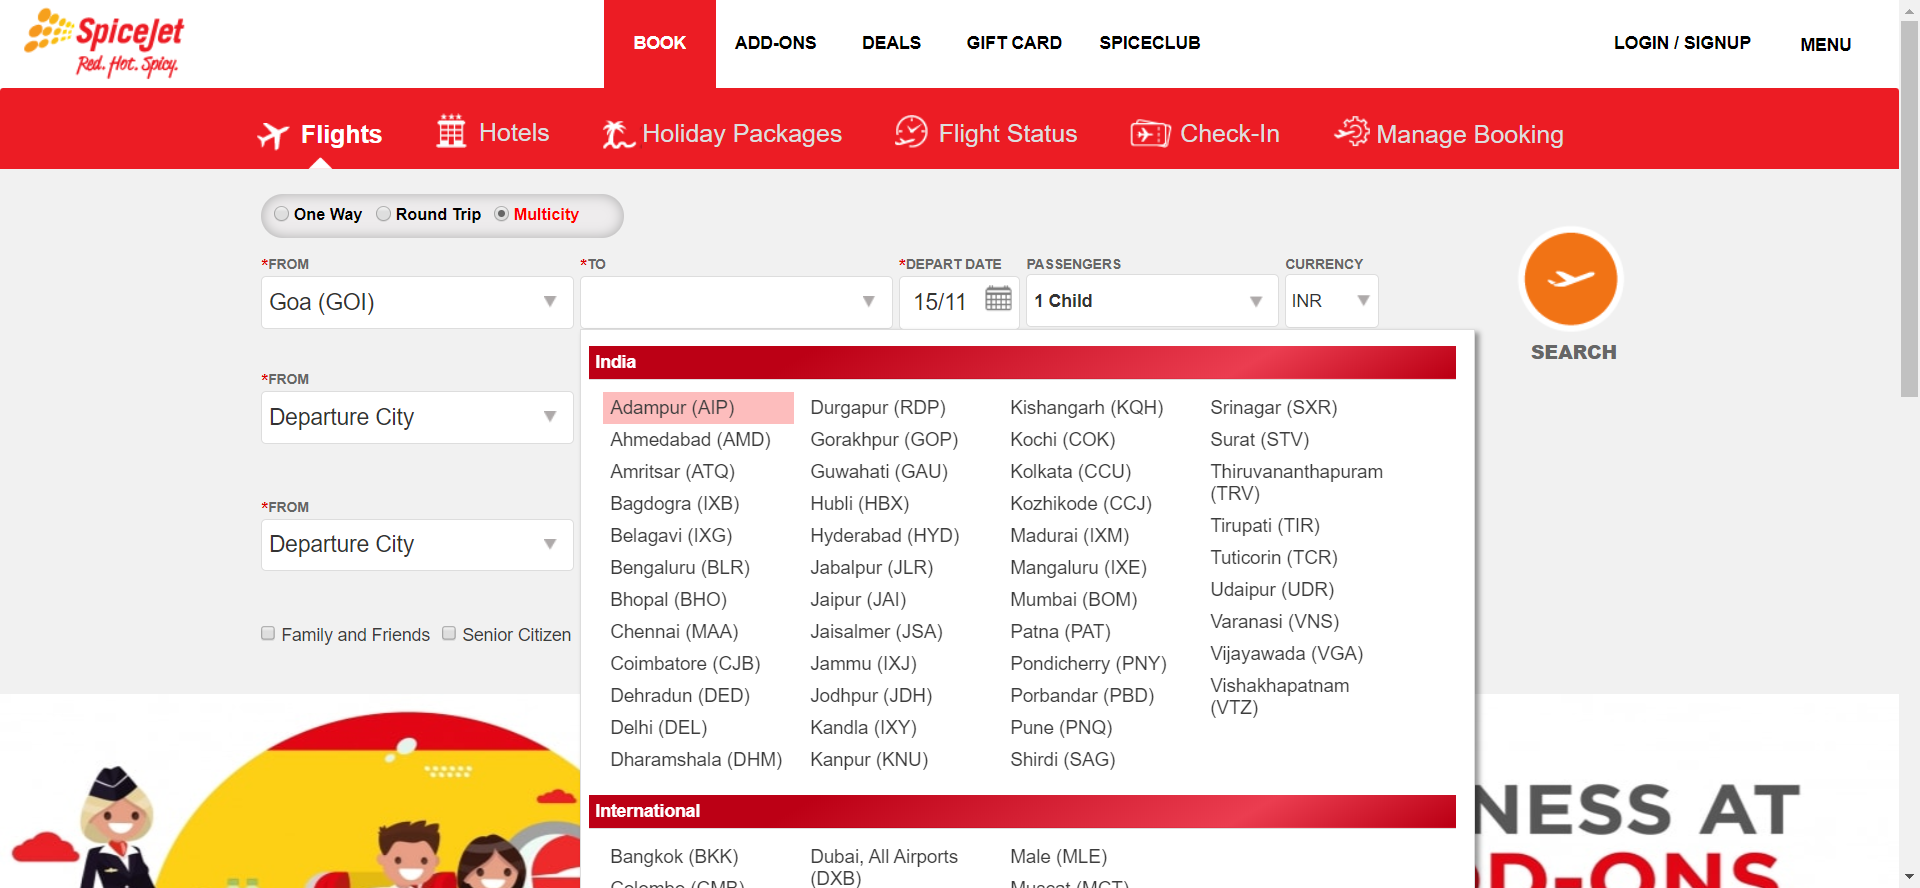 SpiceJet
Red. Hot. Spicy.
BOOK
ADD-ONS
DEALS
GIFT CARD
SPICECLUB
LOGIN / SIGNUP
MENU
Flights
Hotels
Holiday Packages
Flight Status
Check-In
Manage Booking
One Way
Round Trip
Multicity
*FROM
*TO
*DEPART DATE
PASSENGERS
CURRENCY
Goa (GOI)
15/11
1 Child
INR
SEARCH
*FROM
Departure City
*FROM
Departure City
Family and Friends
Senior Citizen
India
Adampur (AIP)
Ahmedabad (AMD)
Amritsar (ATQ)
Bagdogra (IXB)
Belagavi (IXG)
Bengaluru (BLR)
Bhopal (BHO)
Chennai (MAA)
Coimbatore (CJB)
Dehradun (DED)
Delhi (DEL)
Dharamshala (DHM)
Durgapur (RDP)
Gorakhpur (GOP)
Guwahati (GAU)
Hubli (HBX)
Hyderabad (HYD)
Jabalpur (JLR)
Jaipur (JAI)
Jaisalmer (JSA)
Jammu (IXJ)
Jodhpur (JDH)
Kandla (IXY)
Kanpur (KNU)
Kishangarh (KQH)
Kochi (COK)
Kolkata (CCU)
Kozhikode (CCJ)
Madurai (IXM)
Mangaluru (IXE)
Mumbai (BOM)
Patna (PAT)
Pondicherry (PNY)
Porbandar (PBD)
Pune (PNQ)
Shirdi (SAG)
Srinagar (SXR)
Surat (STV)
Thiruvananthapuram
(TRV)
Tirupati (TIR)
Tuticorin (TCR)
Udaipur (UDR)
Varanasi (VNS)
Vijayawada (VGA)
Vishakhapatnam
(VTZ)
International
Bangkok (BKK)
Colombo (CMB)
Dubai, All Airports
(DXB)
Male (MLE)
Muscat (MCT)
NESS AT
D-ONS